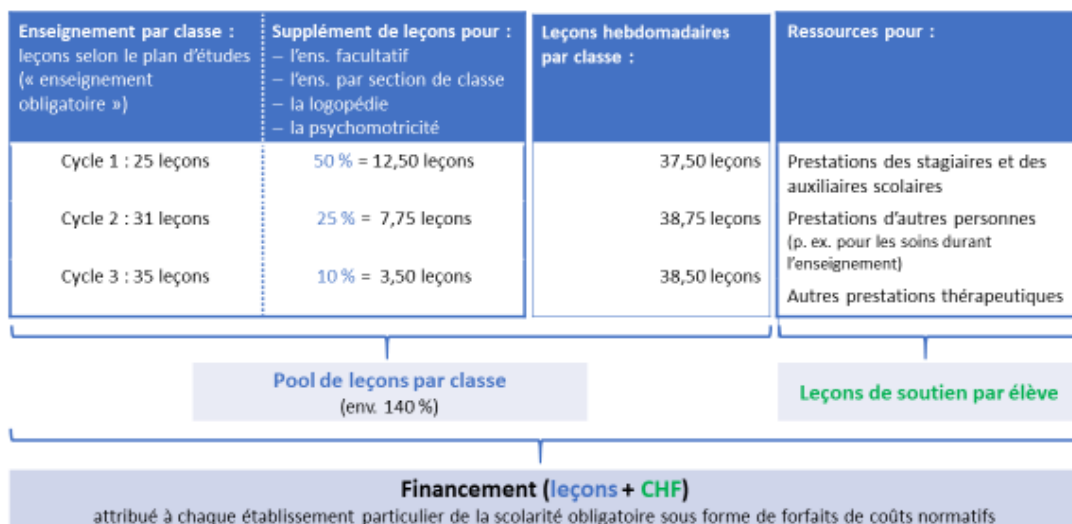 Enseignement par classe :
leçons selon le plan d’études
(« enseignement
obligatoire »)
Supplément de leçons pour :
– l’ens. facultatif
– l’ens. par section de classe
– la logopédie
– la psychomotricité
Leçons hebdomadaires
par classe :
Ressources pour :
Cycle 1 : 25 leçons
50 % = 12,50 leçons
37,50 leçons
Cycle 2 : 31 leçons
25 % = 7,75 leçons
38,75 leçons
Cycle 3 : 35 leçons
10 % = 3,50 leçons
38,50 leçons
Prestations des stagiaires et des
auxiliaires scolaires
Prestations d’autres personnes
(p. ex. pour les soins durant
l’enseignement)
Autres prestations thérapeutiques
Pool de leçons par classe
(env. 140 %)
Leçons de soutien par élève
Financement (leçons + CHF)
attribué à chaque établissement particulier de la scolarité obligatoire sous forme de forfaits de coûts normatifs